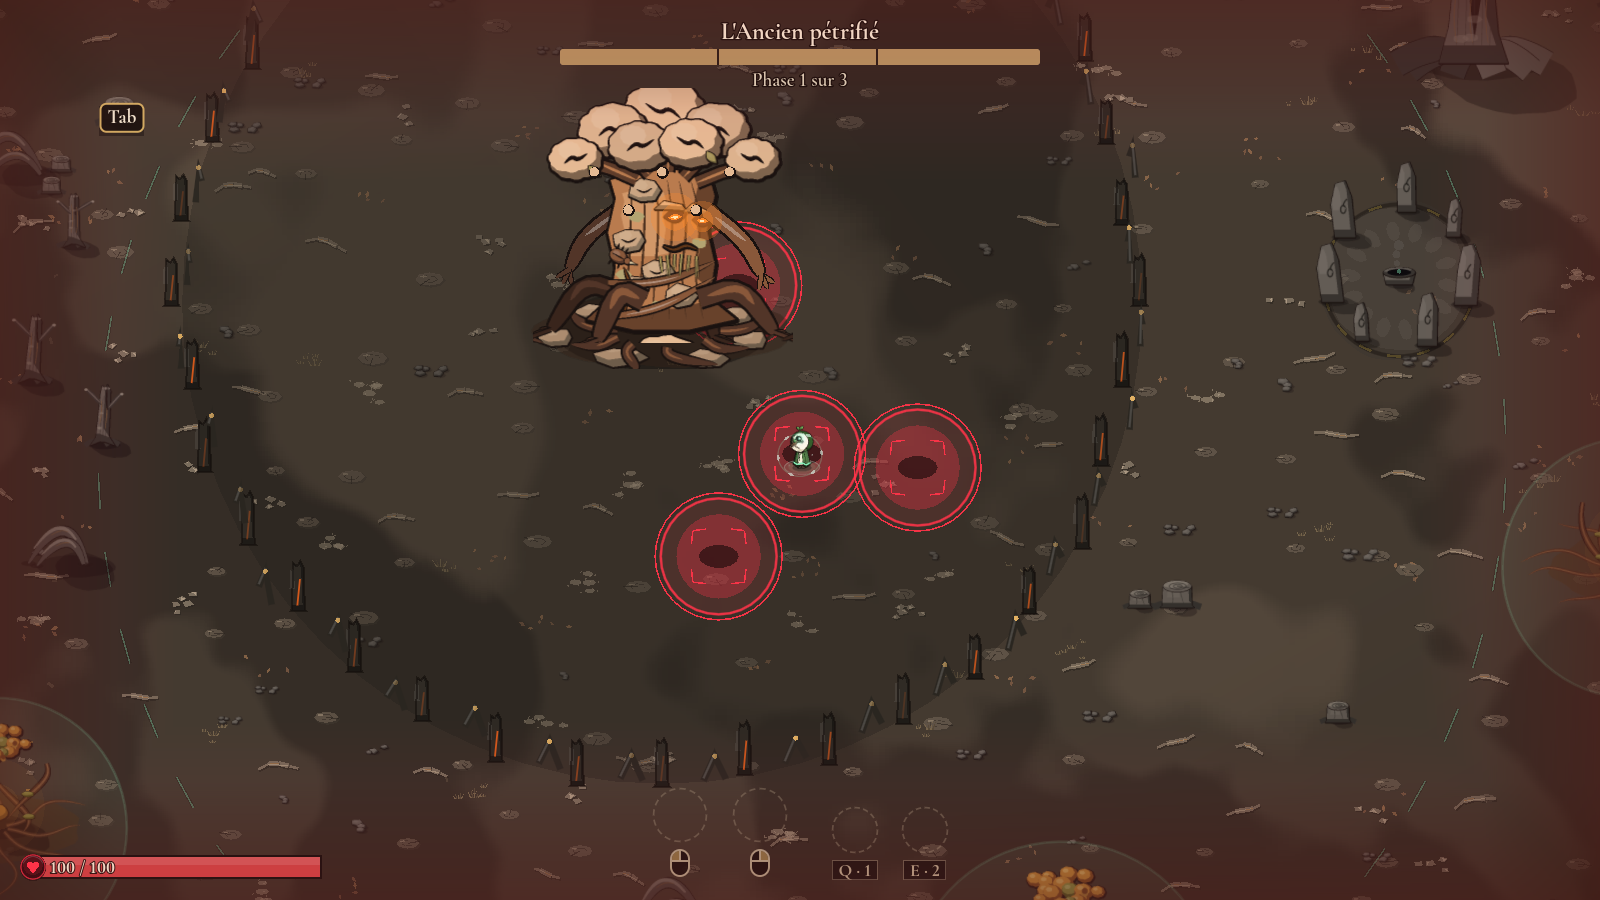 L'Ancien pétrifié
Phase 1 sur 3
Tab
100 / 100
Q · 1
E · 2